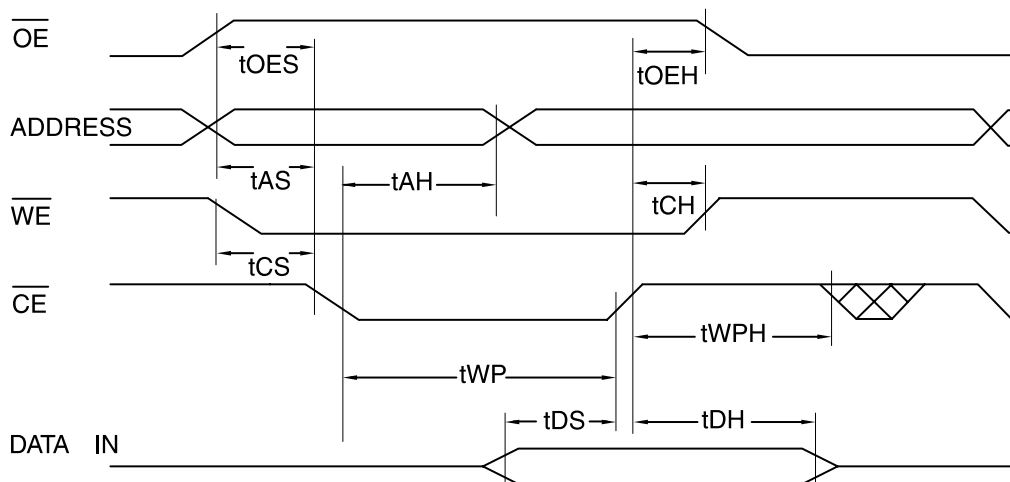 OE
tOES
tOEH
ADDRESS
tAS
tAH
tCH
WE
tCS
CE
tWPH
tWP
tDS
tDH
DATA IN